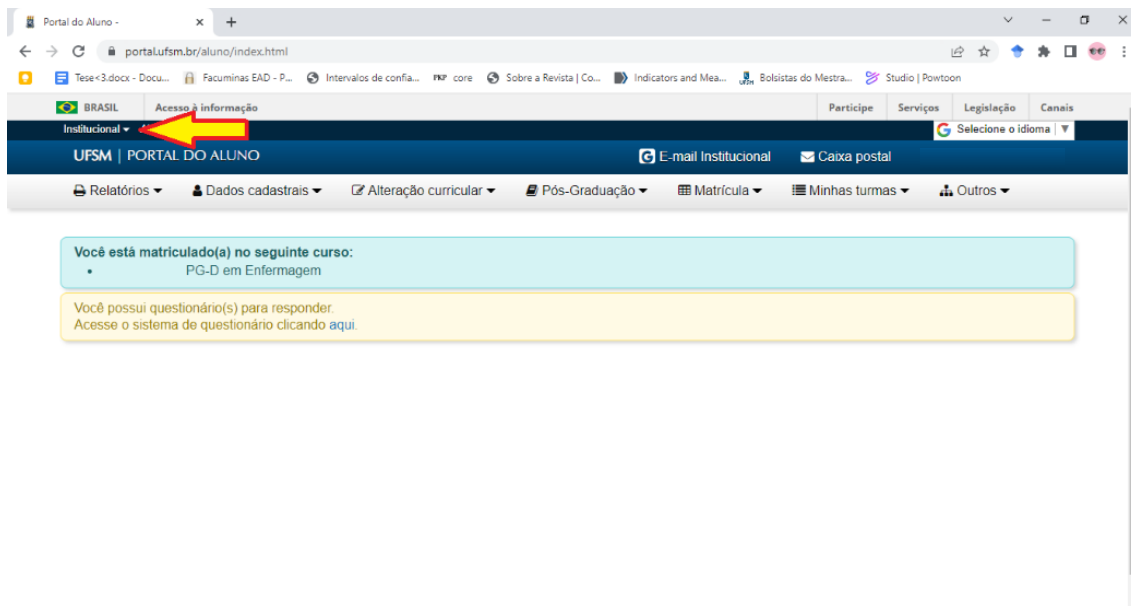 Portal do Aluno -
portal.ufsm.br/aluno/index.html
Tese<3.docx - Docu... Facuminas EAD - P... Intervalos de confia... PKP core Sobre a Revista | Co... Indicators and Mea... Bolsistas do Mestra... Studio | Powtoon
BRASIL Acesso à informação Participe Serviços Legislação Canais
Institucional Selecione o idioma
UFSM | PORTAL DO ALUNO E-mail Institucional Caixa postal
Relatórios Dados cadastrais Alteração curricular Pós-Graduação Matrícula Minhas turmas Outros
Você está matriculado(a) no seguinte curso:
PG-D em Enfermagem
Você possui questionário(s) para responder.
Acesse o sistema de questionário clicando aqui.